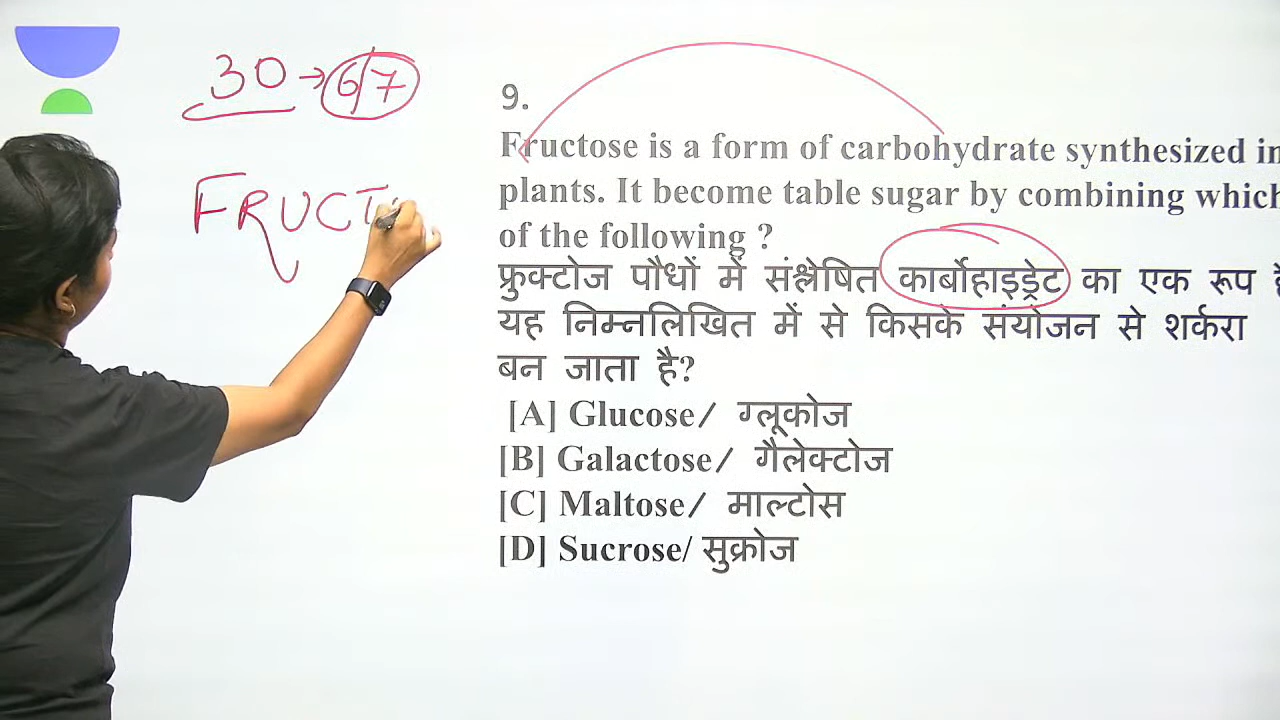 30 → 6/7
FRUCT
9.
Fructose is a form of carbohydrate synthesized in
plants. It become table sugar by combining which
of the following ?
फ्रुक्टोज पौधों में संश्लेषित कार्बोहाइड्रेट का एक रूप है
यह निम्नलिखित में से किसके संयोजन से शर्करा
बन जाता है?
[A] Glucose/ ग्लूकोज
[B] Galactose/ गैलेक्टोज
[C] Maltose/ माल्टोस
[D] Sucrose/ सुक्रोज